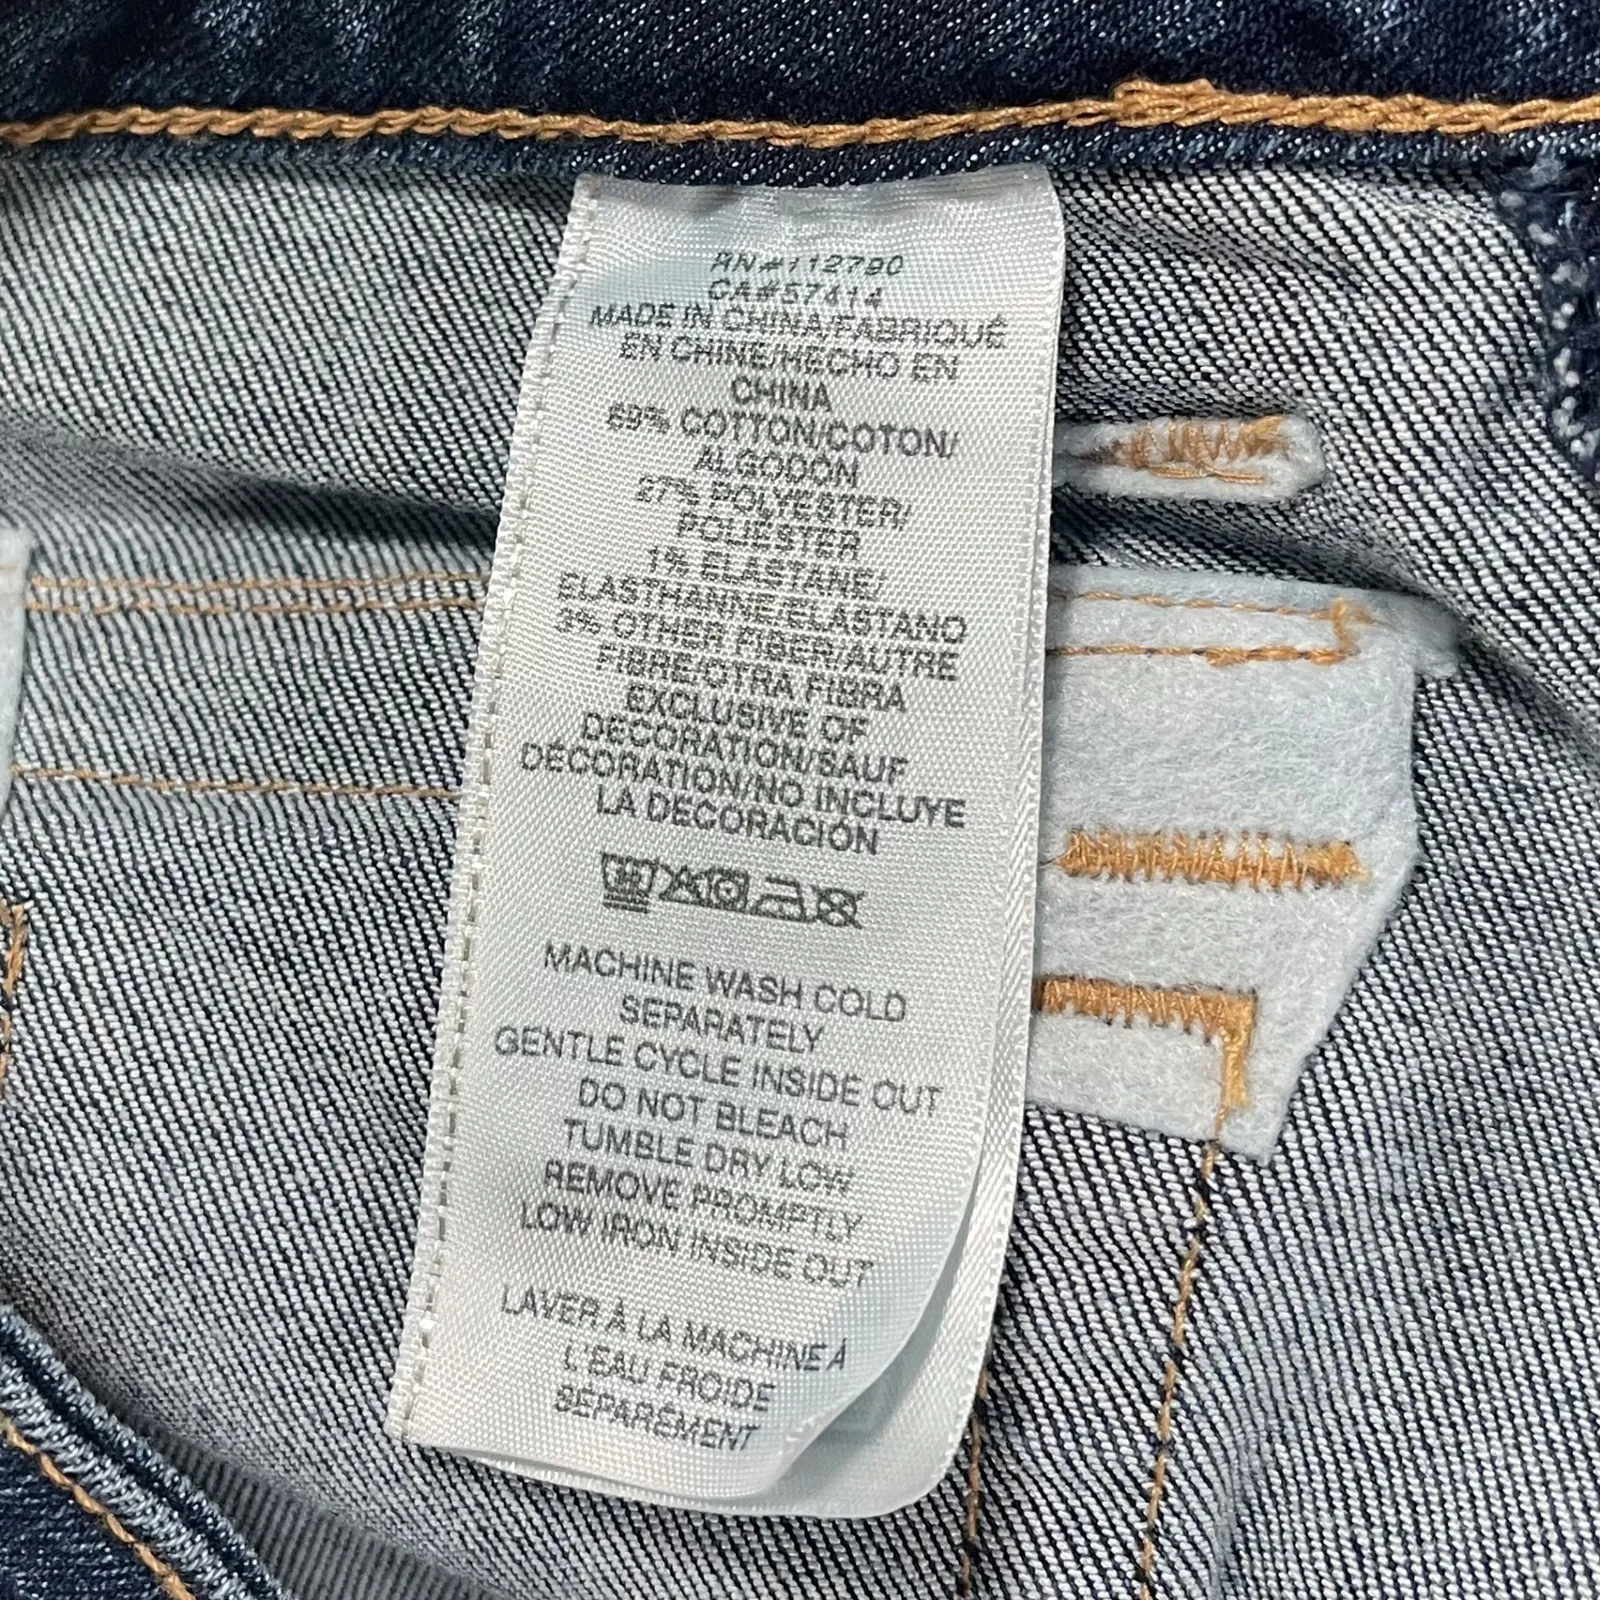 RN#112790
CA#57414
MADE IN CHINA/FABRIQUÉ
EN CHINE/HECHO EN
CHINA
69% COTTON/COTON/
ALGODON
27% POLYESTER/
POLIESTER
1% ELASTANE/
ELASTHANNE/ELASTANO
3% OTHER FIBER/AUTRE
FIBRE/OTRA FIBRA
EXCLUSIVE OF
DECORATION/SAUF
DÉCORATION/NO INCLUYE
LA DECORACIÓN
MACHINE WASH COLD
SEPARATELY
GENTLE CYCLE INSIDE OUT
DO NOT BLEACH
TUMBLE DRY LOW
REMOVE PROMPTLY
LOW IRON INSIDE OUT
LAVER À LA MACHINE À
L'EAU FROIDE
SÉPARÉMENT